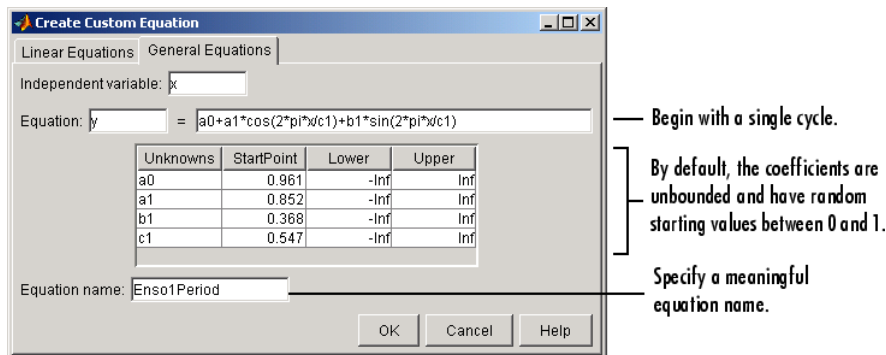 Create Custom Equation
Linear Equations General Equations
Independent variable: x
Equation: y = a0+a1*cos(2*pi*x/c1)+b1*sin(2*pi*x/c1)
Begin with a single cycle.
Unknowns StartPoint Lower Upper
a0 0.961 -Inf Inf
a1 0.852 -Inf Inf
b1 0.368 -Inf Inf
c1 0.547 -Inf Inf
By default, the coefficients are
unbounded and have random
starting values between 0 and 1.
Equation name: Enso1Period
Specify a meaningful
equation name.
OK Cancel Help